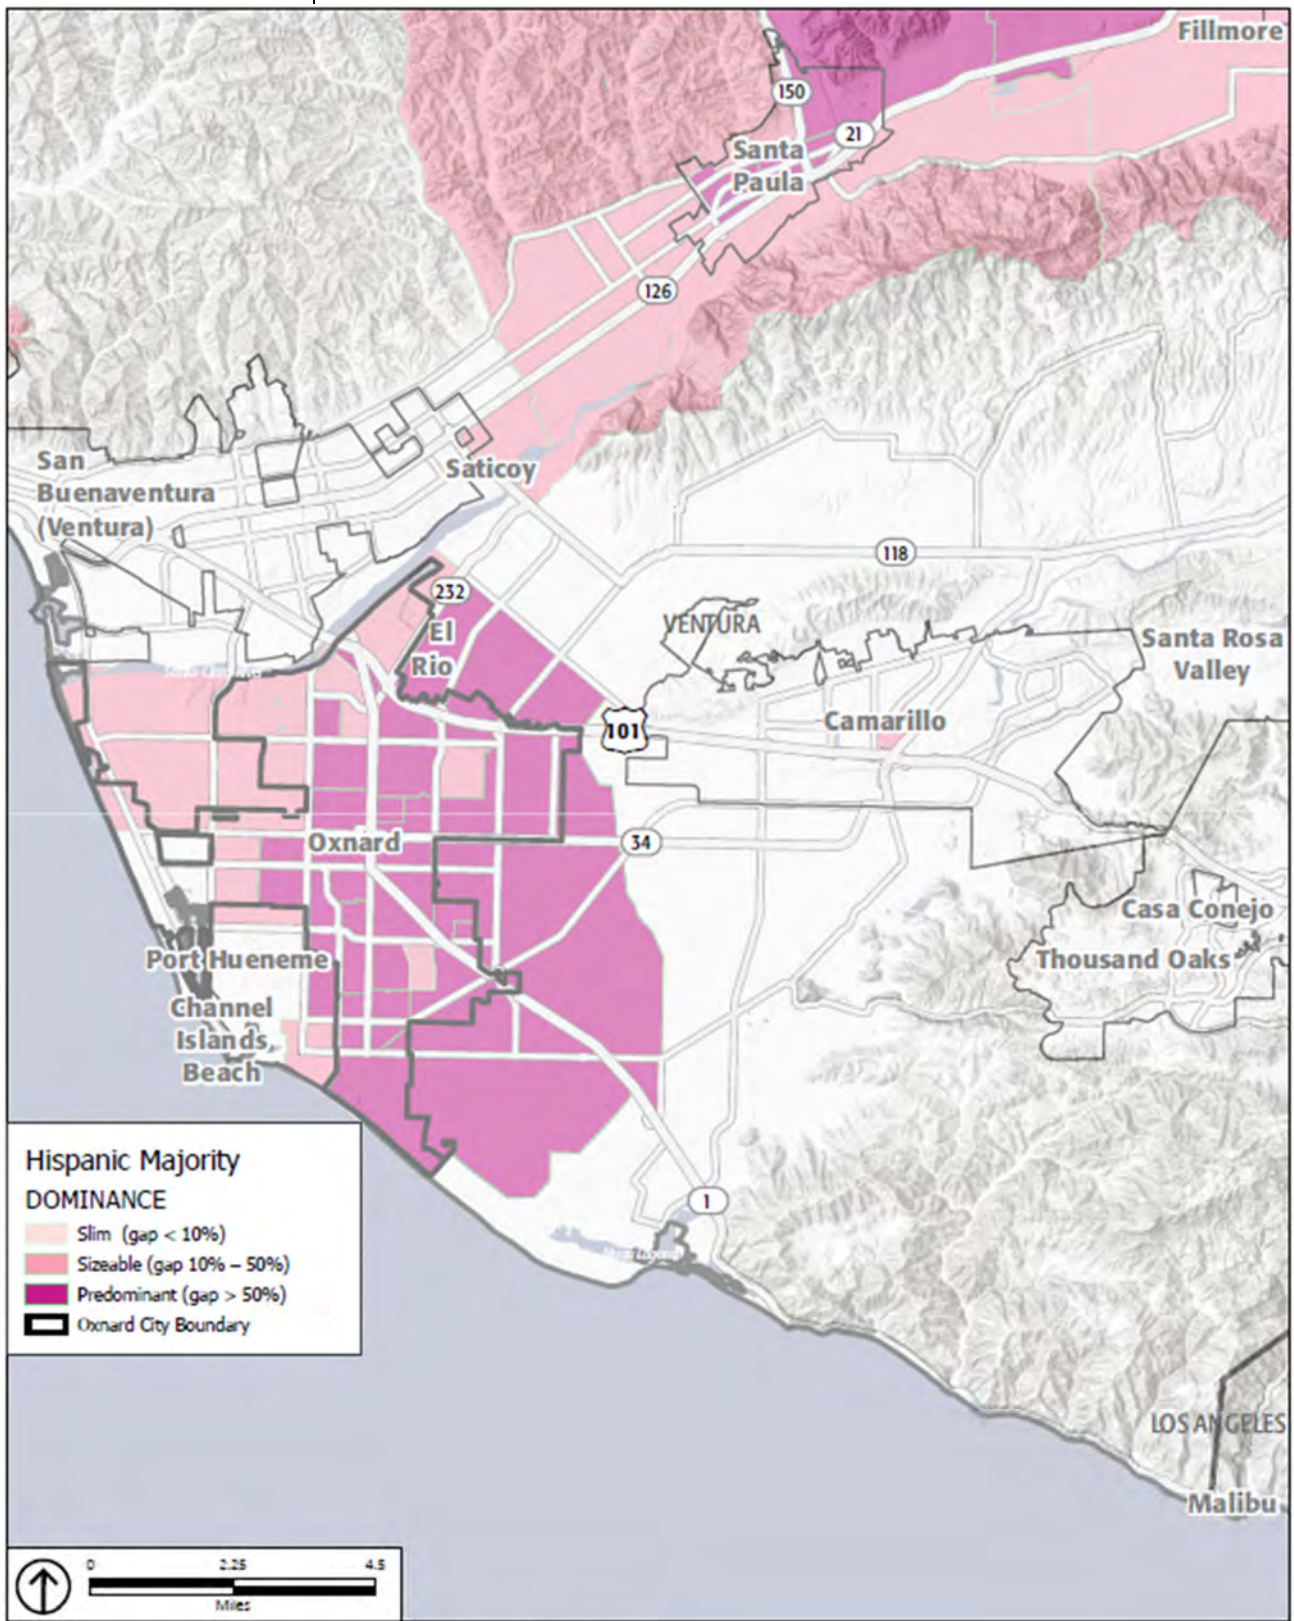 Fillmore
150
21
Santa
Paula
126
San
Buenaventura
(Ventura)
Saticoy
118
232
El
Rio
VENTURA
Santa Rosa
Valley
101
Camarillo
Oxnard
34
Casa Conejo
Thousand Oaks
Port Hueneme
Channel
Islands
Beach
1
Hispanic Majority
DOMINANCE
Slim (gap < 10%)
Sizeable (gap 10% – 50%)
Predominant (gap > 50%)
Oxnard City Boundary
LOS ANGELES
Malibu
0 2.25 4.5
Miles